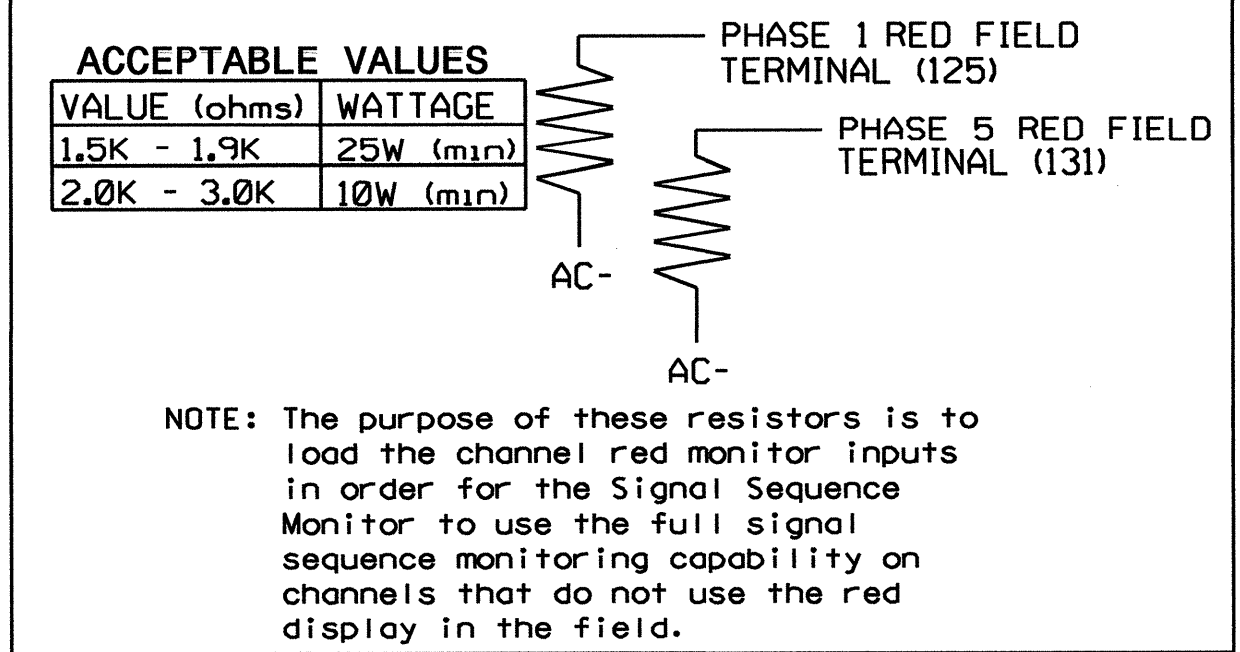 ACCEPTABLE VALUES
VALUE (ohms) WATTAGE
1.5K - 1.9K 25W (min)
2.0K - 3.0K 10W (min)
PHASE 1 RED FIELD
TERMINAL (125)
AC-
PHASE 5 RED FIELD
TERMINAL (131)
AC-
NOTE: The purpose of these resistors is to
load the channel red monitor inputs
in order for the Signal Sequence
Monitor to use the full signal
sequence monitoring capability on
channels that do not use the red
display in the field.